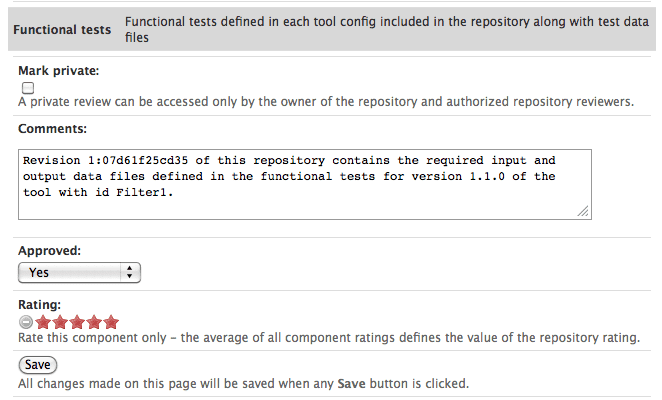 Functional tests
Functional tests defined in each tool config included in the repository along with test data
files
Mark private:
A private review can be accessed only by the owner of the repository and authorized repository reviewers.
Comments:
Revision 1:07d61f25cd35 of this repository contains the required input and
output data files defined in the functional tests for version 1.1.0 of the
tool with id Filter1.
Approved:
Yes
Rating:
Rate this component only – the average of all component ratings defines the value of the repository rating.
Save
All changes made on this page will be saved when any Save button is clicked.